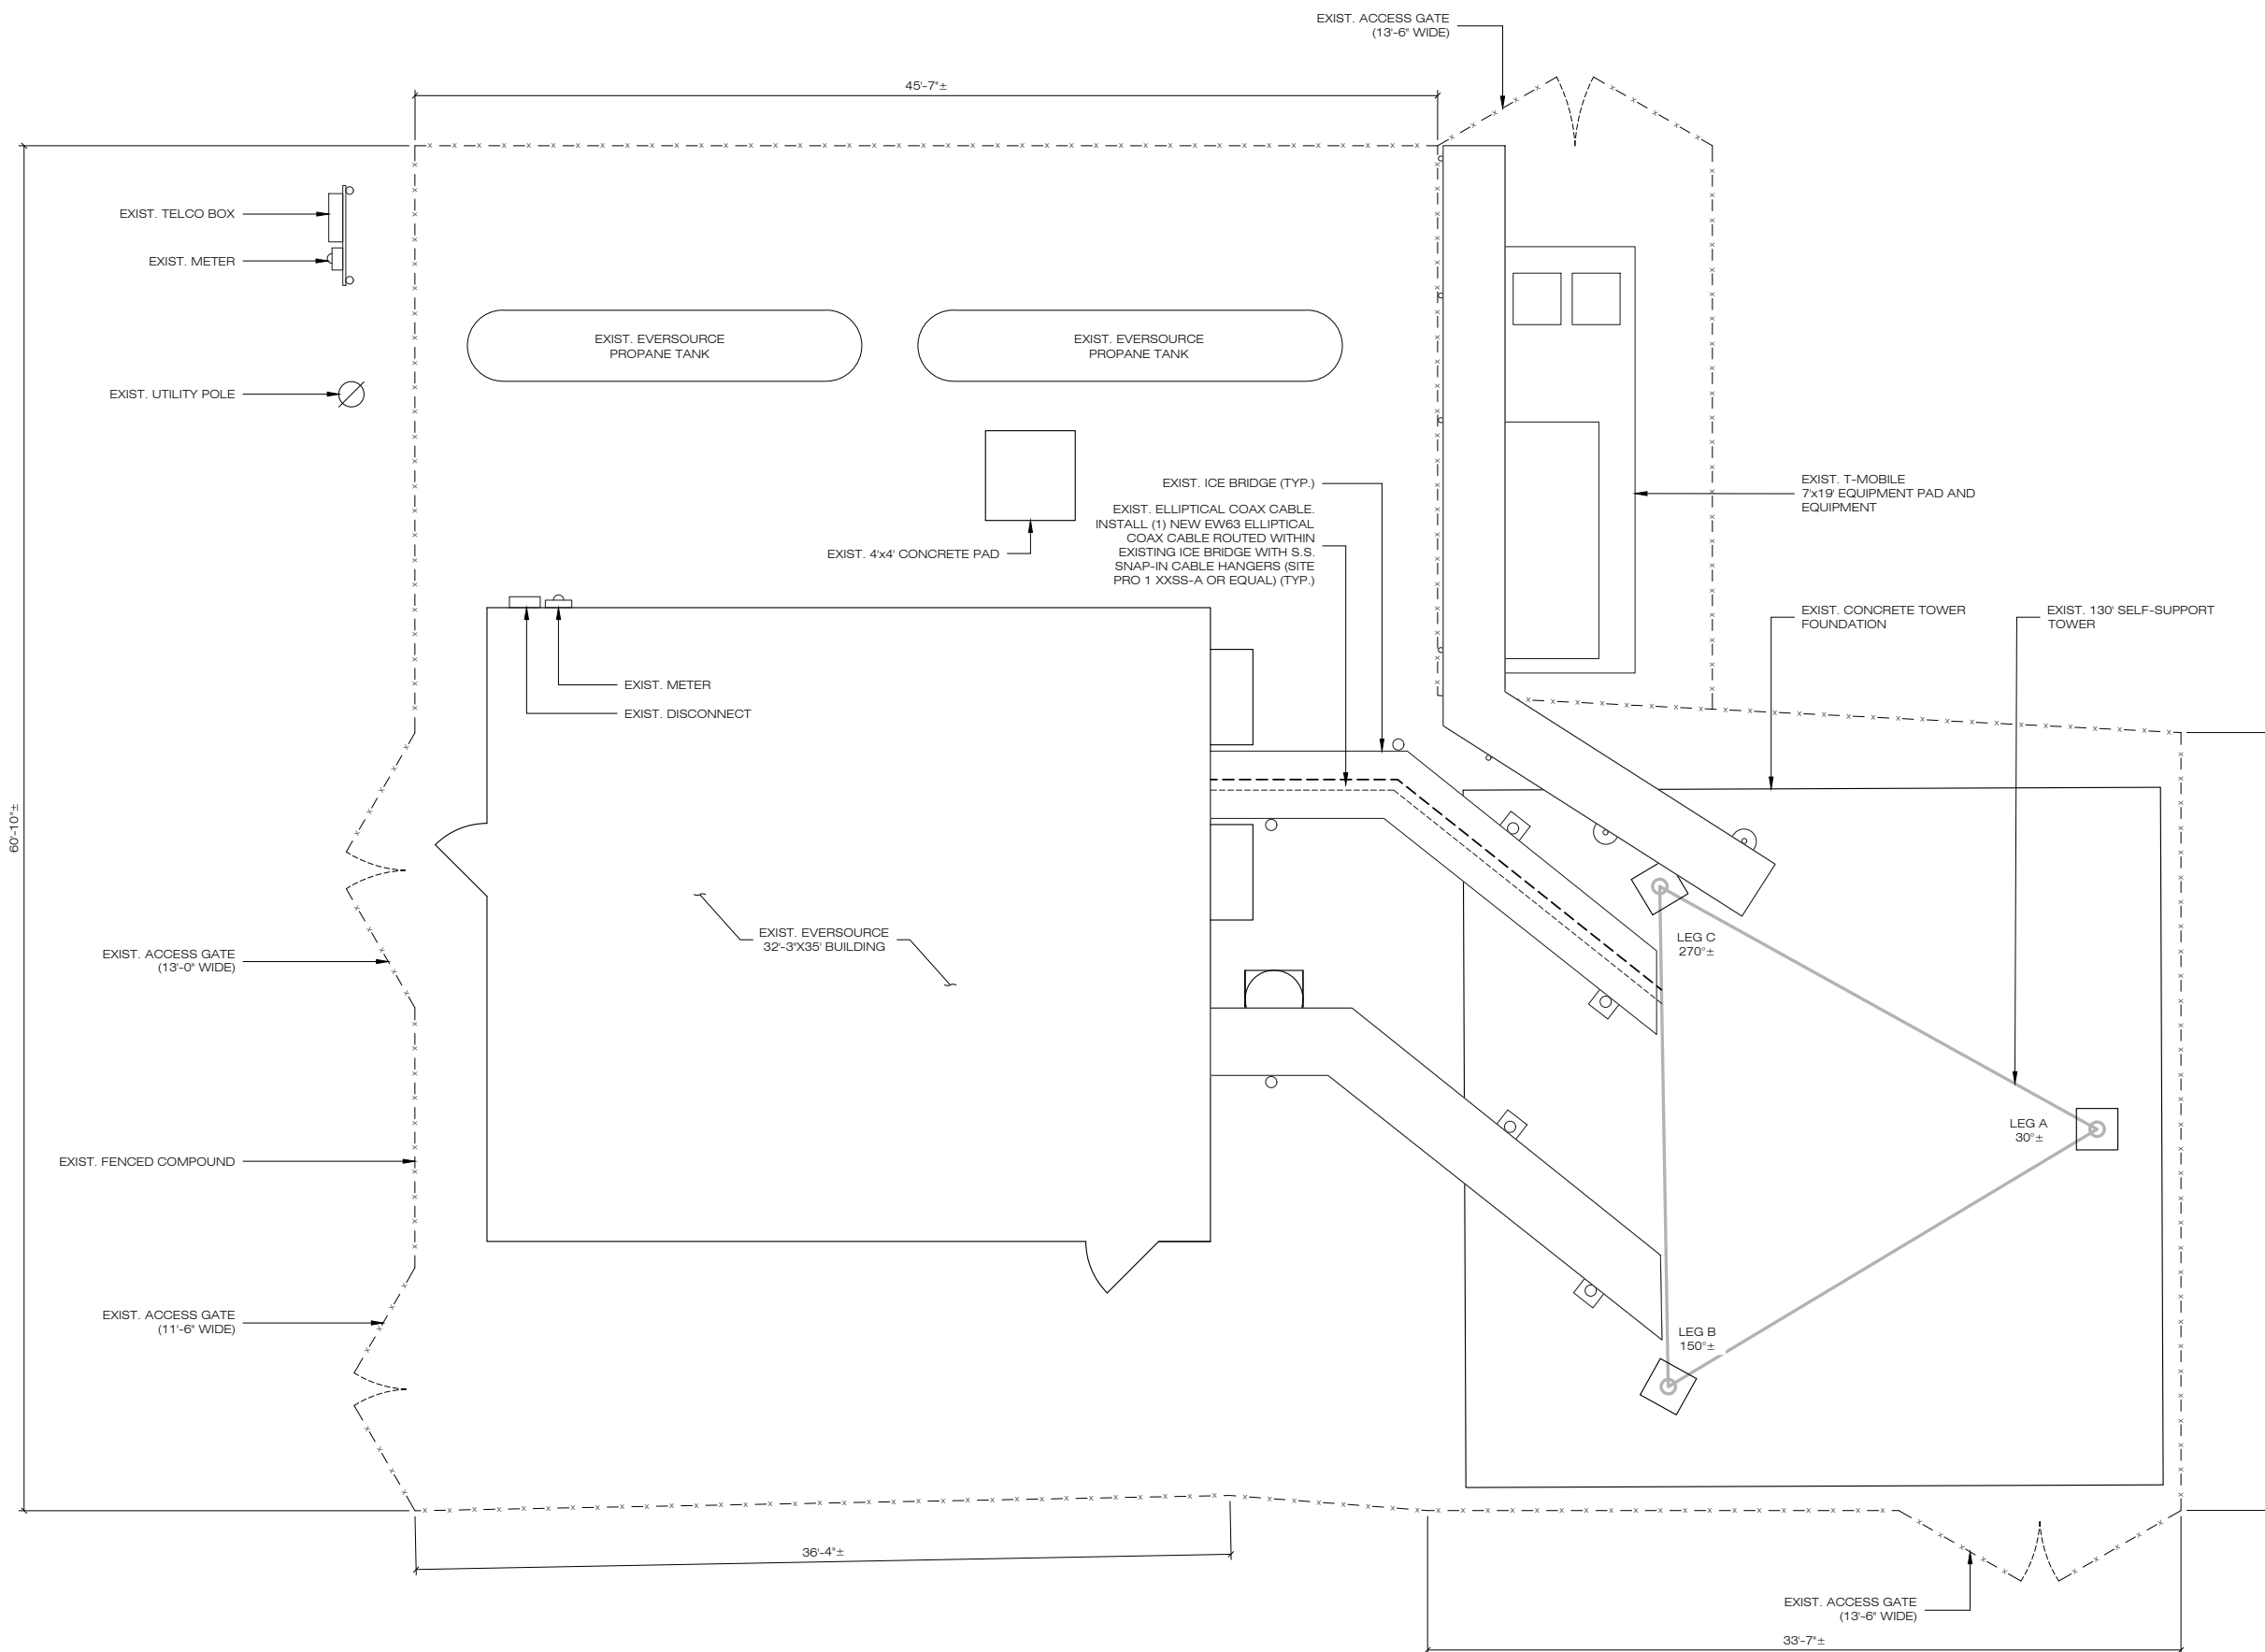 EXIST. ACCESS GATE
(13'-6" WIDE)
45'-7"±
EXIST. TELCO BOX
EXIST. METER
EXIST. EVERSOURCE
PROPANE TANK
EXIST. EVERSOURCE
PROPANE TANK
EXIST. UTILITY POLE
EXIST. ICE BRIDGE (TYP.)
EXIST. ELLIPTICAL COAX CABLE.
INSTALL (1) NEW EW63 ELLIPTICAL
COAX CABLE ROUTED WITHIN
EXISTING ICE BRIDGE WITH S.S.
SNAP-IN CABLE HANGERS (SITE
PRO 1 XXSS-A OR EQUAL) (TYP.)
EXIST. T-MOBILE
7'x19' EQUIPMENT PAD AND
EQUIPMENT
EXIST. 4'x4' CONCRETE PAD
EXIST. CONCRETE TOWER
FOUNDATION
EXIST. 130' SELF-SUPPORT
TOWER
EXIST. METER
EXIST. DISCONNECT
60'-10"±
EXIST. EVERSOURCE
32'-3"X35' BUILDING
LEG C
270°±
EXIST. ACCESS GATE
(13'-0" WIDE)
LEG A
30°±
EXIST. FENCED COMPOUND
EXIST. ACCESS GATE
(11'-6" WIDE)
LEG B
150°±
36'-4"±
EXIST. ACCESS GATE
(13'-6" WIDE)
33'-7"±